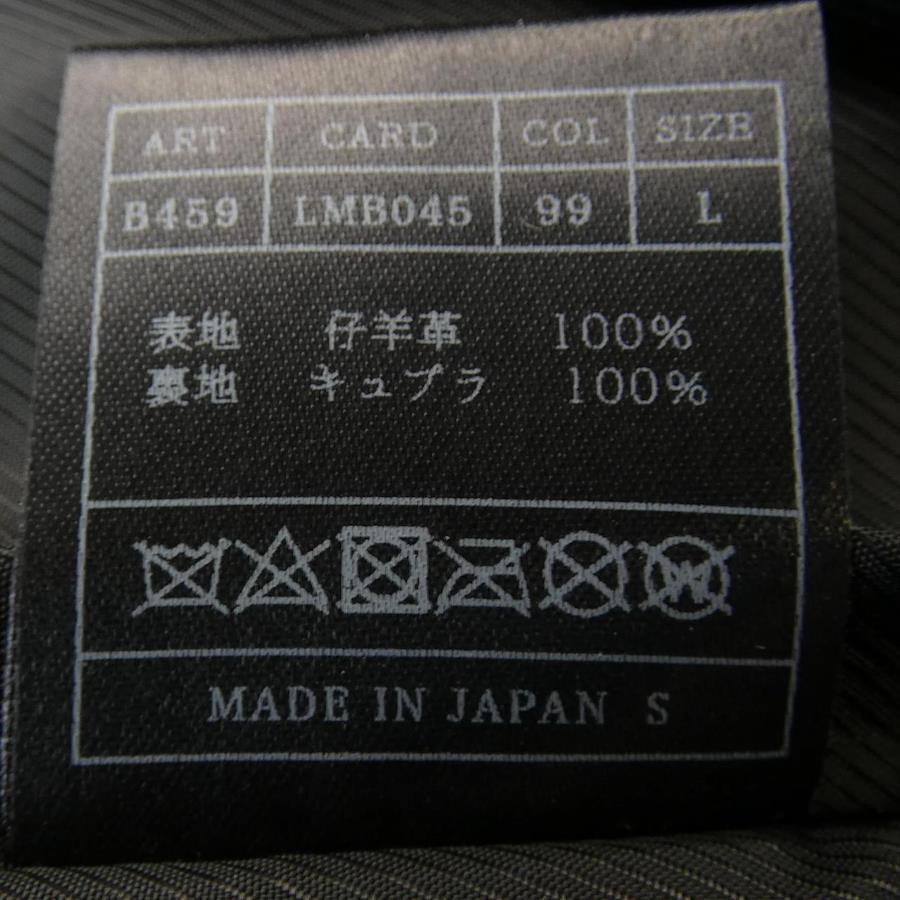 ART CARD COL SIZE
B459 LMB045 99 L
表地 仔羊革 100%
裏地 キュプラ 100%
W
MADE IN JAPAN S